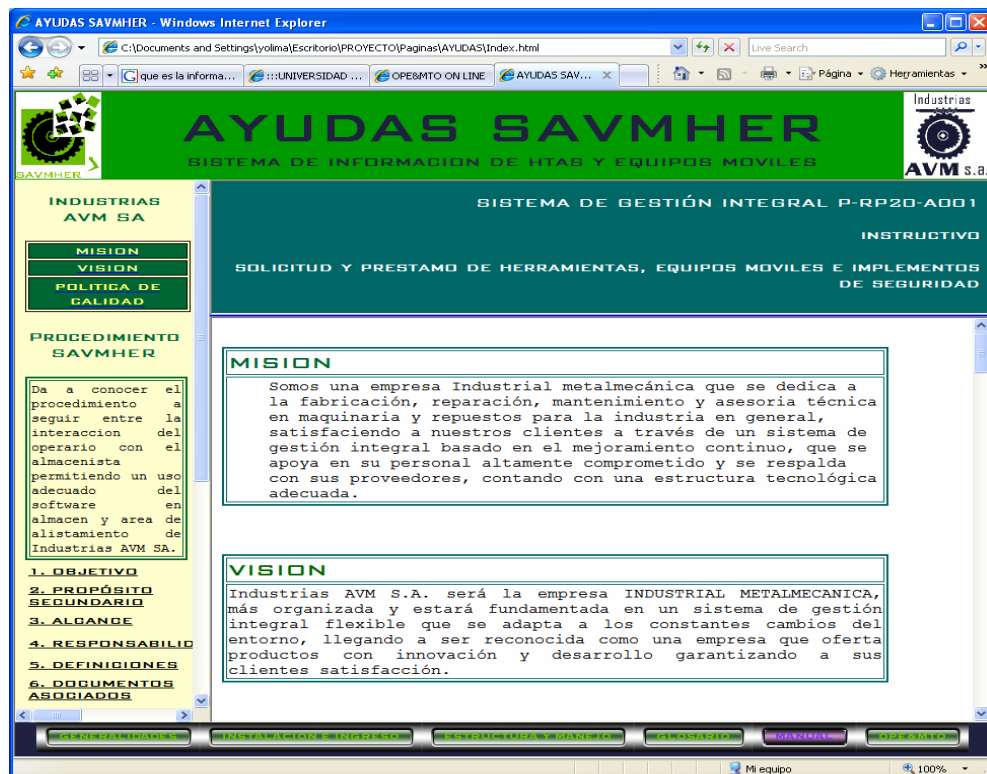 AYUDAS SAVMHER - Windows Internet Explorer
C:\Documents and Settings\yolima\Escritorio\PROYECTO\Paginas\AYUDAS\Index.html
Live Search
que es la informa...
:::UNIVERSIDAD ...
OPE&MTO ON LINE
AYUDAS SAV...
Página
Herramientas
SAVMHER
AYUDAS SAVMHER
SISTEMA DE INFORMACION DE HTAS Y EQUIPOS MOVILES
Industrias
AVM s.a.
INDUSTRIAS
AVM SA
MISION
VISION
POLITICA DE
CALIDAD
PROCEDIMIENTO
SAVMHER
Da a conocer el
procedimiento a
seguir entre la
interaccion del
operario con el
almacenista
permitiendo un uso
adecuado del
software en
almacen y area de
alistamiento de
Industrias AVM SA.
1. OBJETIVO
2. PROPÓSITO
SECUNDARIO
3. ALCANCE
4. RESPONSABILID
5. DEFINICIONES
6. DOCUMENTOS
ASOCIADOS
SISTEMA DE GESTIÓN INTEGRAL P-RP20-A001
INSTRUCTIVO
SOLICITUD Y PRESTAMO DE HERRAMIENTAS, EQUIPOS MOVILES E IMPLEMENTOS
DE SEGURIDAD
MISION
Somos una empresa Industrial metalmecánica que se dedica a
la fabricación, reparación, mantenimiento y asesoria técnica
en maquinaria y repuestos para la industria en general,
satisfaciendo a nuestros clientes a través de un sistema de
gestión integral basado en el mejoramiento continuo, que se
apoya en su personal altamente comprometido y se respalda
con sus proveedores, contando con una estructura tecnológica
adecuada.
VISION
Industrias AVM S.A. será la empresa INDUSTRIAL METALMECANICA,
más organizada y estará fundamentada en un sistema de gestión
integral flexible que se adapta a los constantes cambios del
entorno, llegando a ser reconocida como una empresa que oferta
productos con innovación y desarrollo garantizando a sus
clientes satisfacción.
GENERALIDADES
INSTALACION E INGRESO
ESTRUCTURA Y MANEJO
GLOSARIO
MANUAL
OPE&MTO
Mi equipo
100%